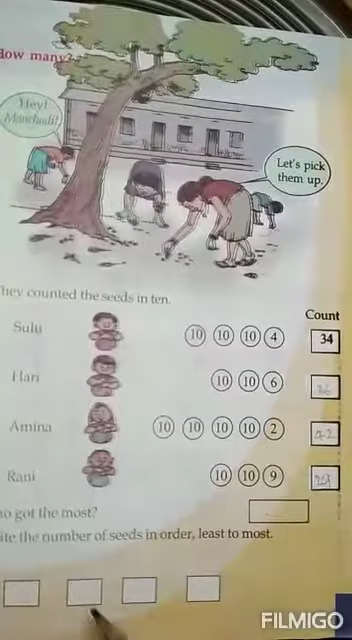 How many?
Hey!
Manchadi!
Let's pick
them up.
They counted the seeds in ten.
Count
Sulu 10 10 10 4 34
Hari 10 10 6 26
Amina 10 10 10 10 2 42
Rani 10 10 9 29
ho got the most?
ite the number of seeds in order, least to most.
FILMIGO